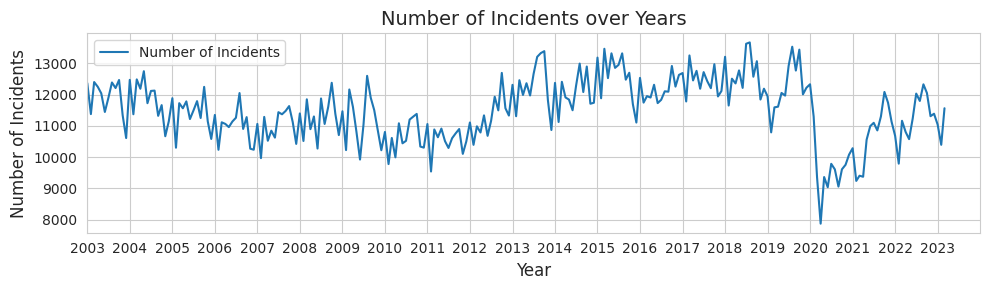 Number of Incidents over Years
Number of Incidents
Number of Incidents
13000
12000
11000
10000
9000
8000
2003 2004 2005 2006 2007 2008 2009 2010 2011 2012 2013 2014 2015 2016 2017 2018 2019 2020 2021 2022 2023
Year